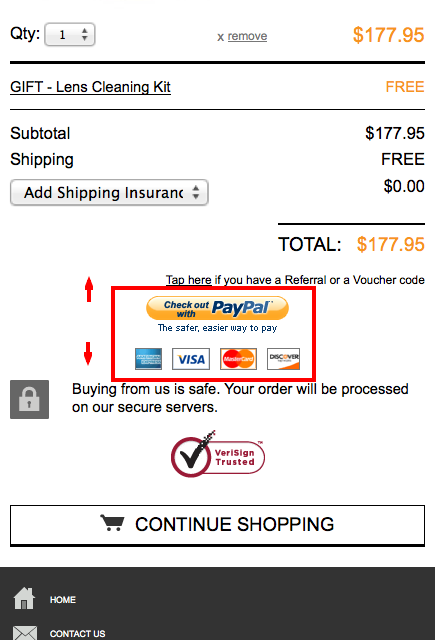 Qty: 1 x remove $177.95
GIFT - Lens Cleaning Kit FREE
Subtotal $177.95
Shipping FREE
Add Shipping Insuranc $0.00
TOTAL: $177.95
Tap here if you have a Referral or a Voucher code
Check out with PayPal
The safer, easier way to pay
AMERICAN EXPRESS VISA MasterCard DISCOVER
Buying from us is safe. Your order will be processed
on our secure servers.
VeriSign
Trusted
CONTINUE SHOPPING
HOME
CONTACT US